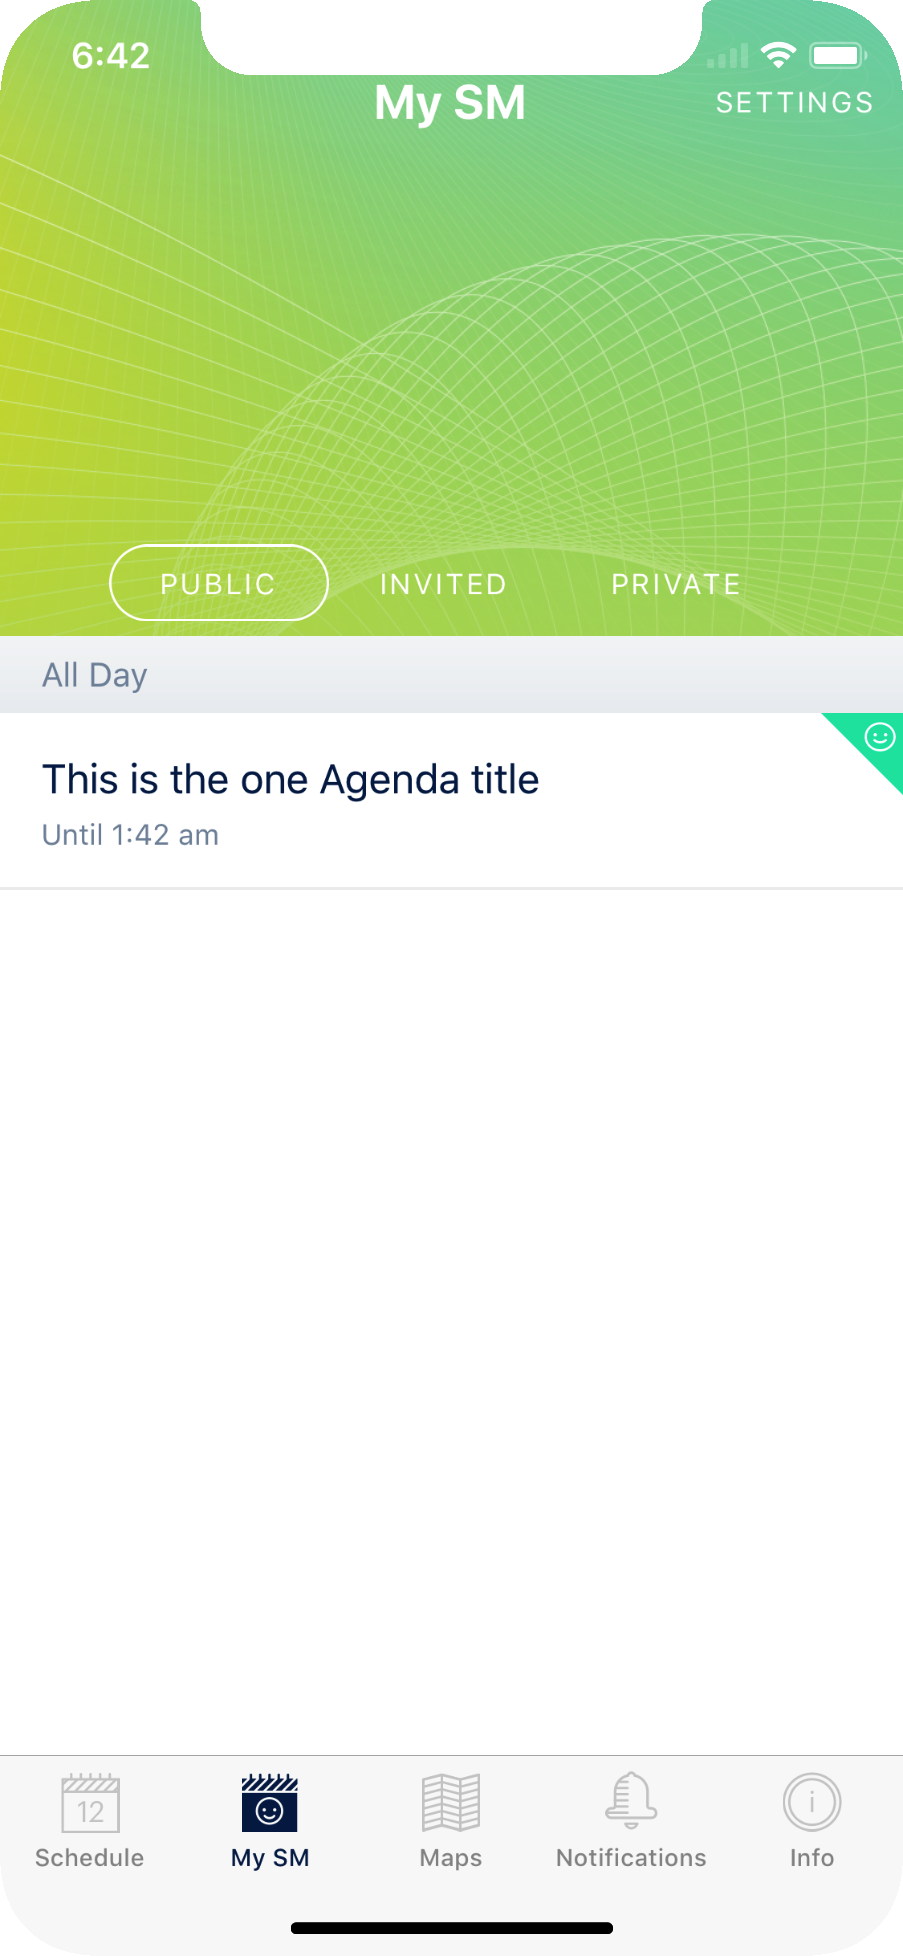 6:42
My SM
SETTINGS
PUBLIC INVITED PRIVATE
All Day
This is the one Agenda title
Until 1:42 am
12
Schedule My SM Maps Notifications Info